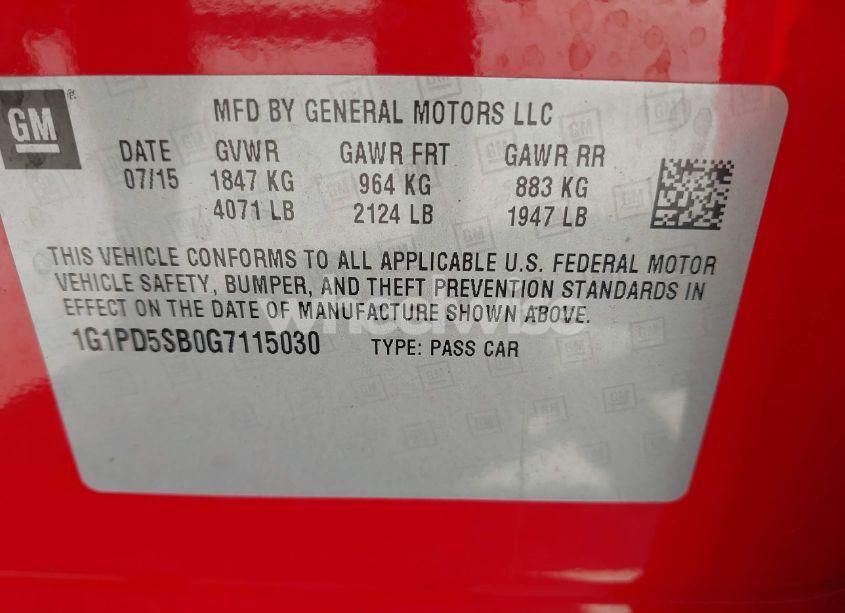 GM
MFD BY GENERAL MOTORS LLC
DATE GVWR GAWR FRT GAWR RR
07/15 1847 KG 964 KG 883 KG
4071 LB 2124 LB 1947 LB
THIS VEHICLE CONFORMS TO ALL APPLICABLE U.S. FEDERAL MOTOR
VEHICLE SAFETY, BUMPER, AND THEFT PREVENTION STANDARDS IN
EFFECT ON THE DATE OF MANUFACTURE SHOWN ABOVE.
1G1PD5SB0G7115030 TYPE: PASS CAR